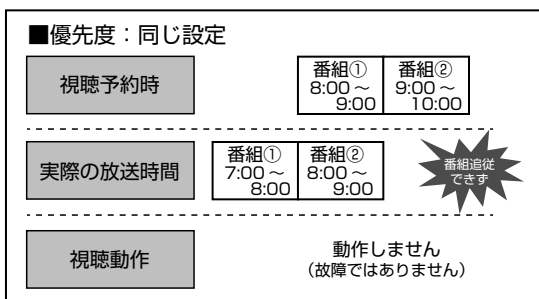 ■優先度：同じ設定
視聴予約時
番組① 番組②
8:00～ 9:00～
9:00 10:00
実際の放送時間
番組① 番組②
7:00～ 8:00～
8:00 9:00
番組追従
できず
視聴動作
動作しません
（故障ではありません）